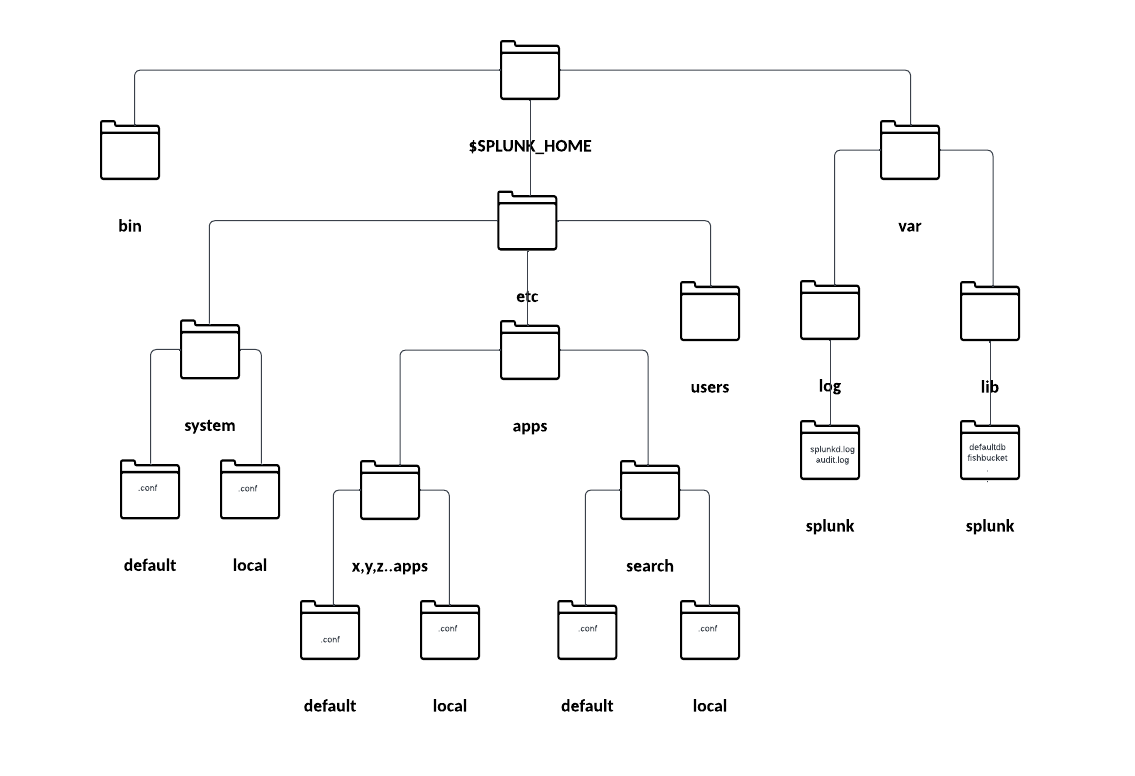 $SPLUNK_HOME
bin
var
etc
users
log
lib
system
apps
splunkd.log
audit.log
defaultdb
fishbucket
.
.
.conf
.conf
splunk
splunk
default
local
x,y,z..apps
search
.conf
.conf
.conf
.conf
default
local
default
local